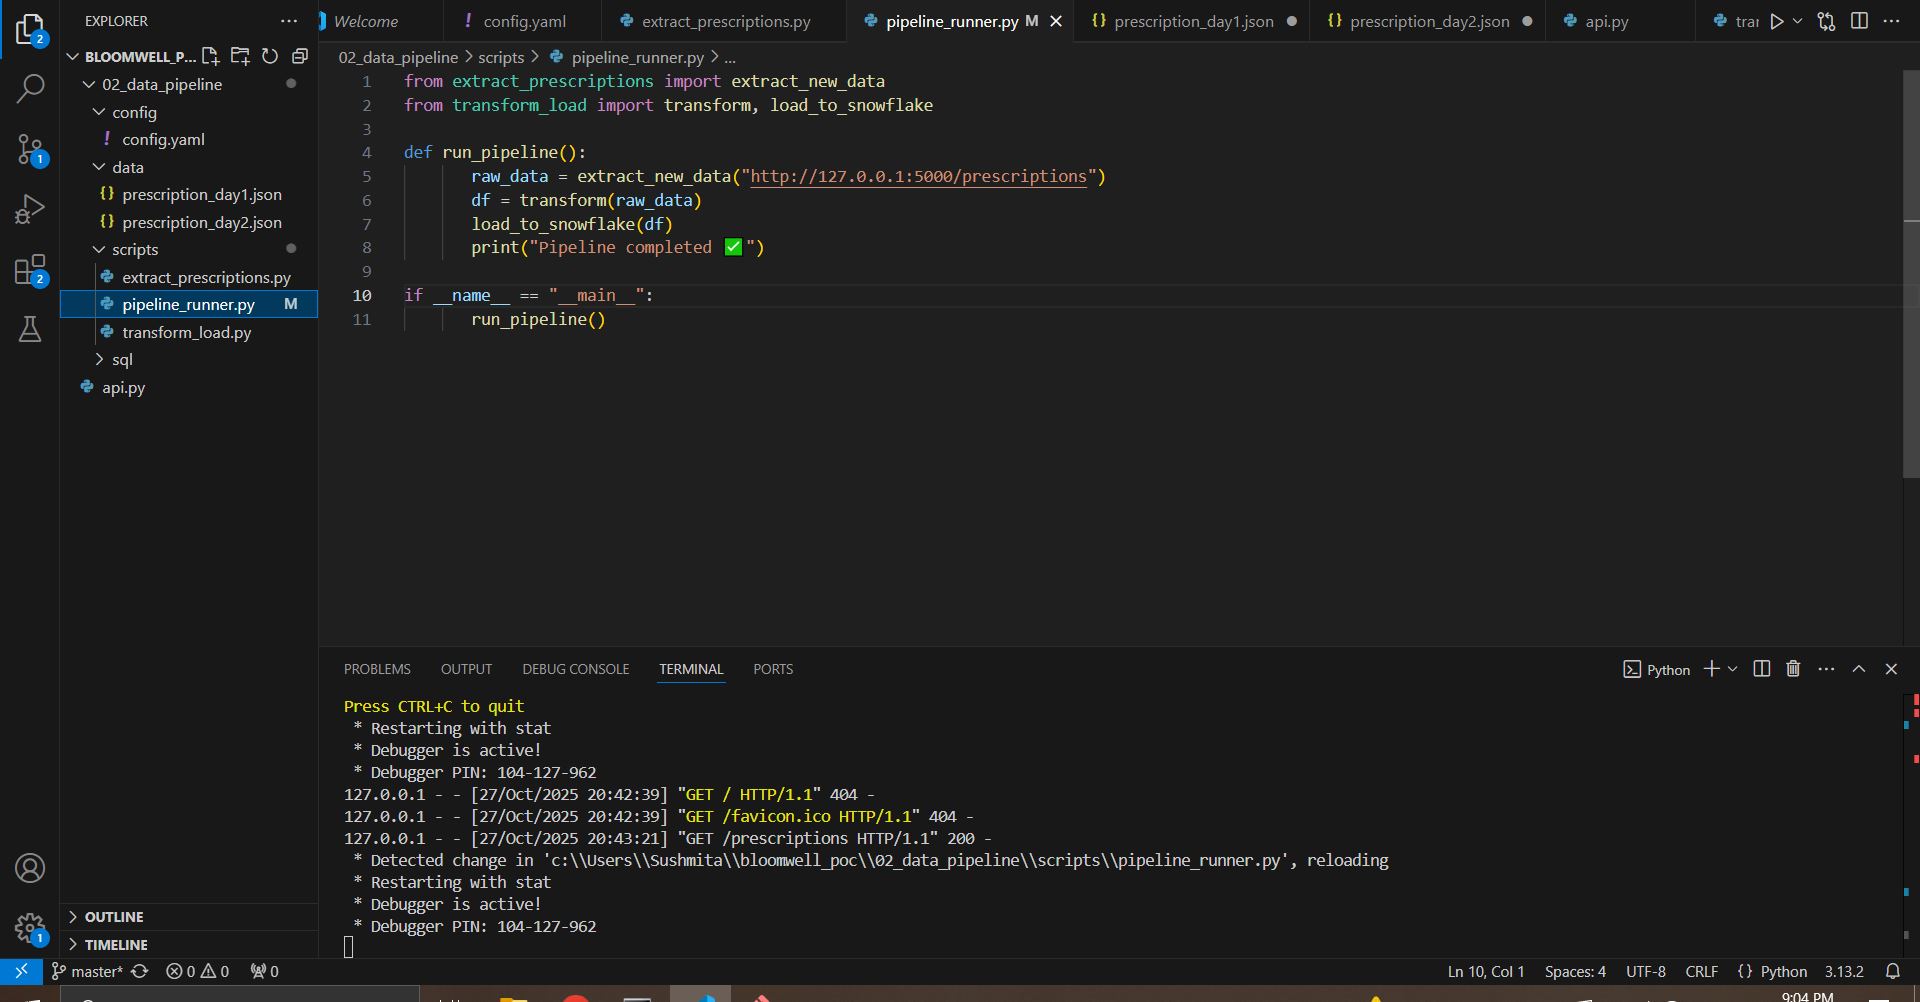 EXPLORER
BLOOMWELL_P...
02_data_pipeline
config
! config.yaml
data
{} prescription_day1.json
{} prescription_day2.json
scripts
extract_prescriptions.py
pipeline_runner.py M
transform_load.py
sql
api.py
OUTLINE
TIMELINE
2
1
2
1
Welcome
! config.yaml
extract_prescriptions.py
pipeline_runner.py M
{} prescription_day1.json
{} prescription_day2.json
api.py
02_data_pipeline > scripts > pipeline_runner.py > ...
1 from extract_prescriptions import extract_new_data
2 from transform_load import transform, load_to_snowflake
3
4 def run_pipeline():
5 raw_data = extract_new_data("http://127.0.0.1:5000/prescriptions")
6 df = transform(raw_data)
7 load_to_snowflake(df)
8 print("Pipeline completed ✅")
9
10 if __name__ == "__main__":
11 run_pipeline()
PROBLEMS OUTPUT DEBUG CONSOLE TERMINAL PORTS
Python
Press CTRL+C to quit
* Restarting with stat
* Debugger is active!
* Debugger PIN: 104-127-962
127.0.0.1 - - [27/Oct/2025 20:42:39] "GET / HTTP/1.1" 404 -
127.0.0.1 - - [27/Oct/2025 20:42:39] "GET /favicon.ico HTTP/1.1" 404 -
127.0.0.1 - - [27/Oct/2025 20:43:21] "GET /prescriptions HTTP/1.1" 200 -
* Detected change in 'c:\\Users\\Sushmita\\bloomwell_poc\\02_data_pipeline\\scripts\\pipeline_runner.py', reloading
* Restarting with stat
* Debugger is active!
* Debugger PIN: 104-127-962
master* 0 0 0
Ln 10, Col 1 Spaces: 4 UTF-8 CRLF {} Python 3.13.2
9:04 PM